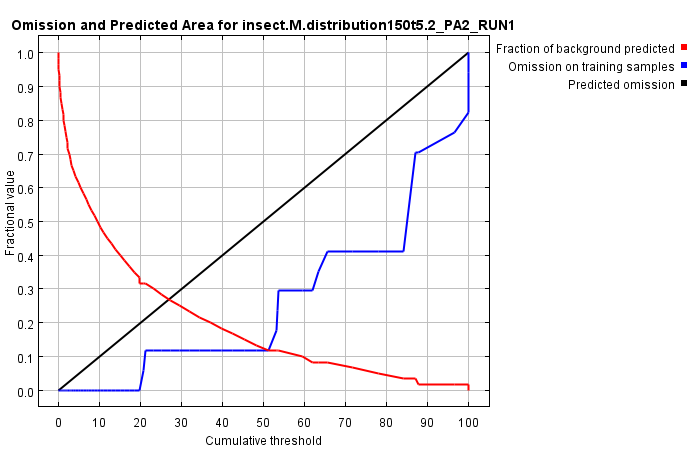 Omission and Predicted Area for insect.M.distribution150t5.2_PA2_RUN1
Fraction of background predicted
Omission on training samples
Predicted omission
Fractional value
1.0
0.9
0.8
0.7
0.6
0.5
0.4
0.3
0.2
0.1
0.0
0 10 20 30 40 50 60 70 80 90 100
Cumulative threshold